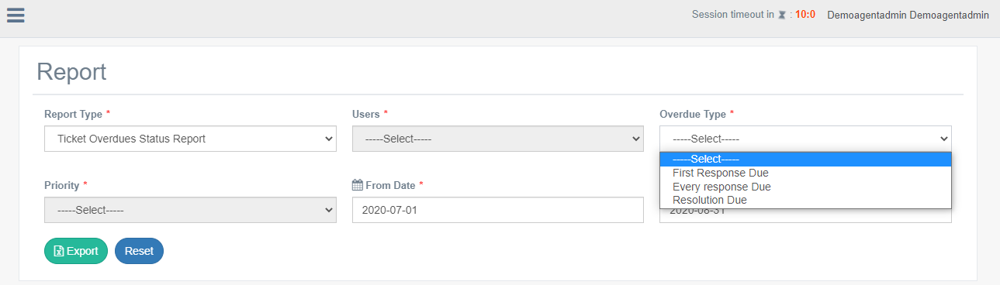 Session timeout in : 10:0 Demoagentadmin Demoagentadmin
Report
Report Type *
Users *
Overdue Type *
Ticket Overdues Status Report
-----Select-----
-----Select-----
-----Select-----
First Response Due
Every response Due
Resolution Due
Priority *
From Date *
-----Select-----
2020-07-01
2020-08-31
Export
Reset